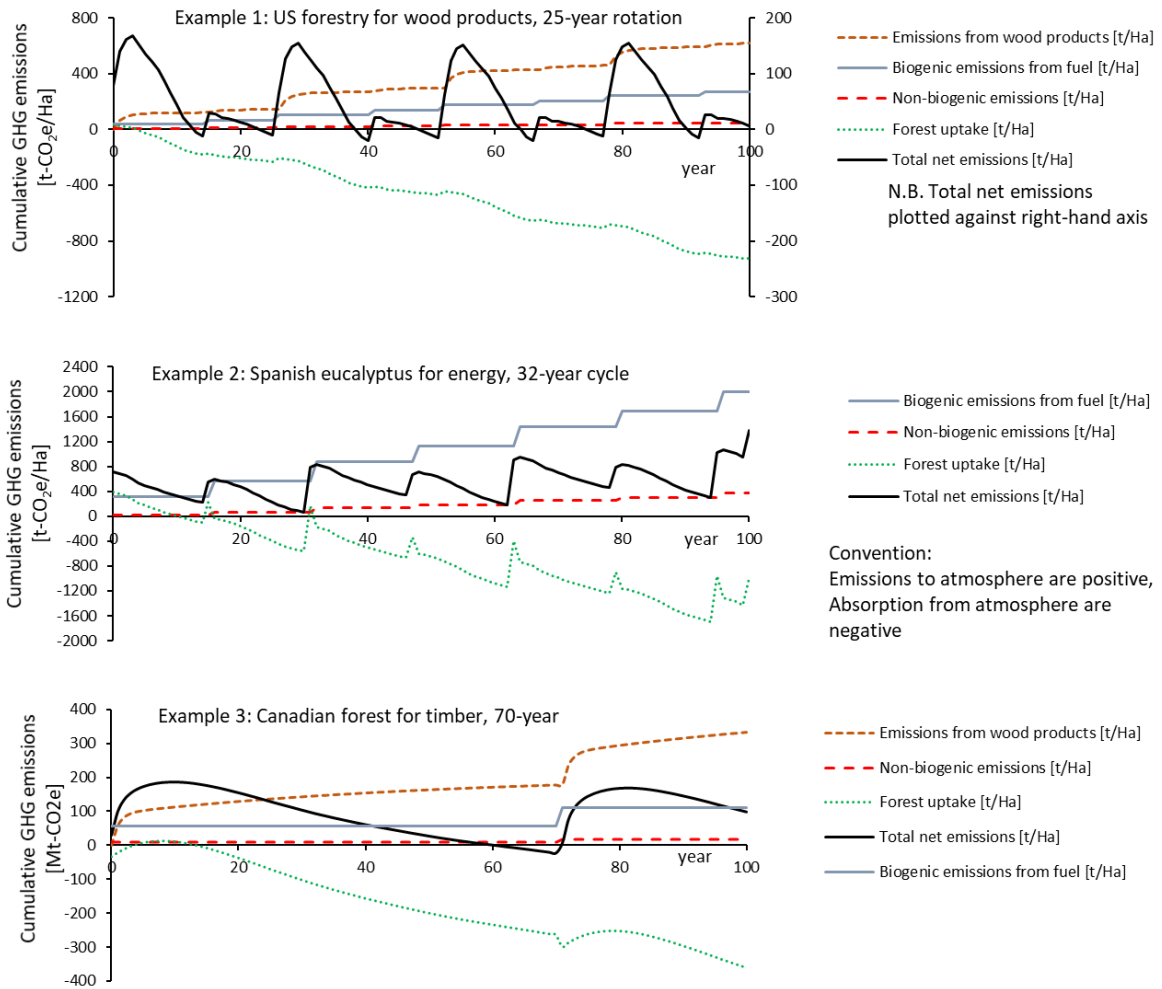 Example 1: US forestry for wood products, 25-year rotation
Cumulative GHG emissions
[t-CO₂e/Ha]
800
400
0
-400
-800
-1200
0
20
40
60
80
100
year
200
100
0
-100
-200
-300
Emissions from wood products [t/Ha]
Biogenic emissions from fuel [t/Ha]
Non-biogenic emissions [t/Ha]
Forest uptake [t/Ha]
Total net emissions [t/Ha]
N.B. Total net emissions
plotted against right-hand axis
Example 2: Spanish eucalyptus for energy, 32-year cycle
Cumulative GHG emissions
[t-CO₂e/Ha]
2400
2000
1600
1200
800
400
0
-400
-800
-1200
-1600
-2000
0
20
40
60
80
100
year
Biogenic emissions from fuel [t/Ha]
Non-biogenic emissions [t/Ha]
Forest uptake [t/Ha]
Total net emissions [t/Ha]
Convention:
Emissions to atmosphere are positive,
Absorption from atmosphere are
negative
Example 3: Canadian forest for timber, 70-year
Cumulative GHG emissions
[Mt-CO2e]
400
300
200
100
0
-100
-200
-300
-400
0
20
40
60
80
100
year
Emissions from wood products [t/Ha]
Non-biogenic emissions [t/Ha]
Forest uptake [t/Ha]
Total net emissions [t/Ha]
Biogenic emissions from fuel [t/Ha]